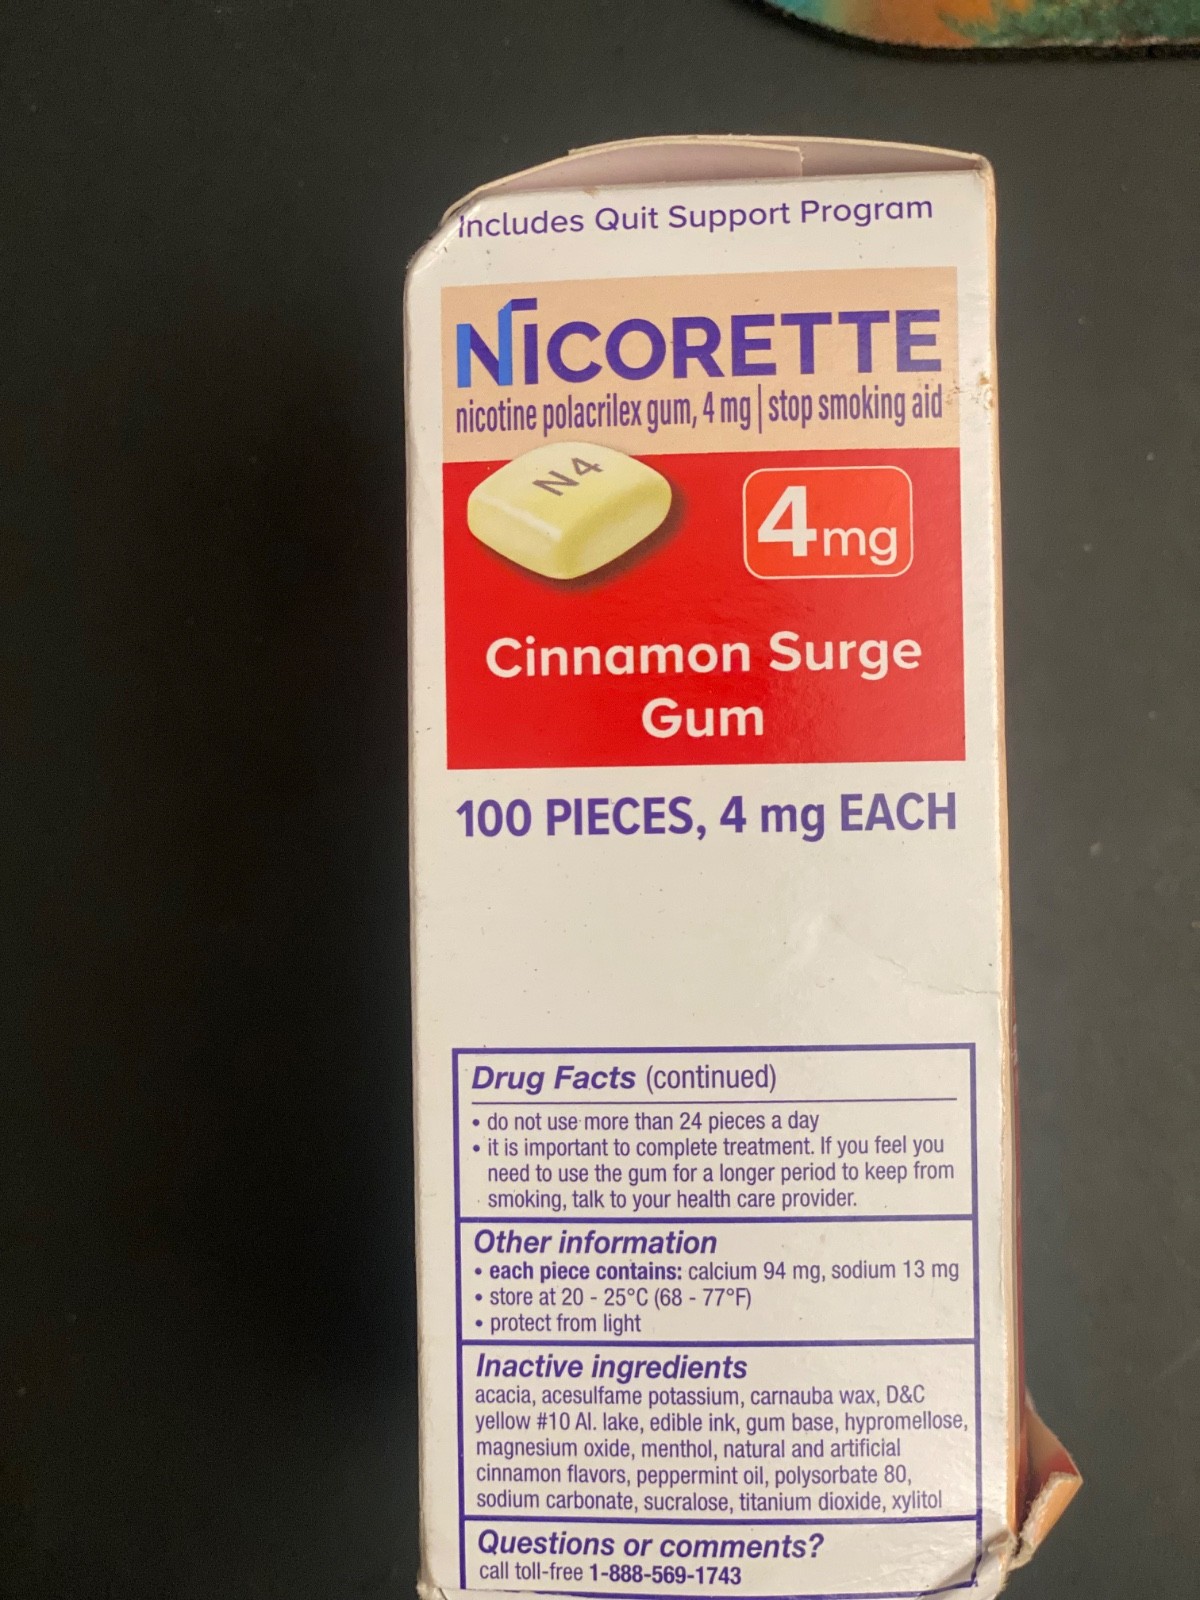 Includes Quit Support Program
NICORETTE
nicotine polacrilex gum, 4 mg | stop smoking aid
N4
4mg
Cinnamon Surge
Gum
100 PIECES, 4 mg EACH
Drug Facts (continued)
• do not use more than 24 pieces a day
• it is important to complete treatment. If you feel you
need to use the gum for a longer period to keep from
smoking, talk to your health care provider.
Other information
• each piece contains: calcium 94 mg, sodium 13 mg
• store at 20 - 25°C (68 - 77°F)
• protect from light
Inactive ingredients
acacia, acesulfame potassium, carnauba wax, D&C
yellow #10 Al. lake, edible ink, gum base, hypromellose,
magnesium oxide, menthol, natural and artificial
cinnamon flavors, peppermint oil, polysorbate 80,
sodium carbonate, sucralose, titanium dioxide, xylitol
Questions or comments?
call toll-free 1-888-569-1743